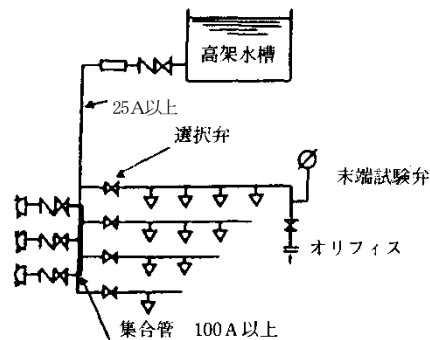 高架水槽
25A以上
選択弁
末端試験弁
オリフィス
集合管 100A以上